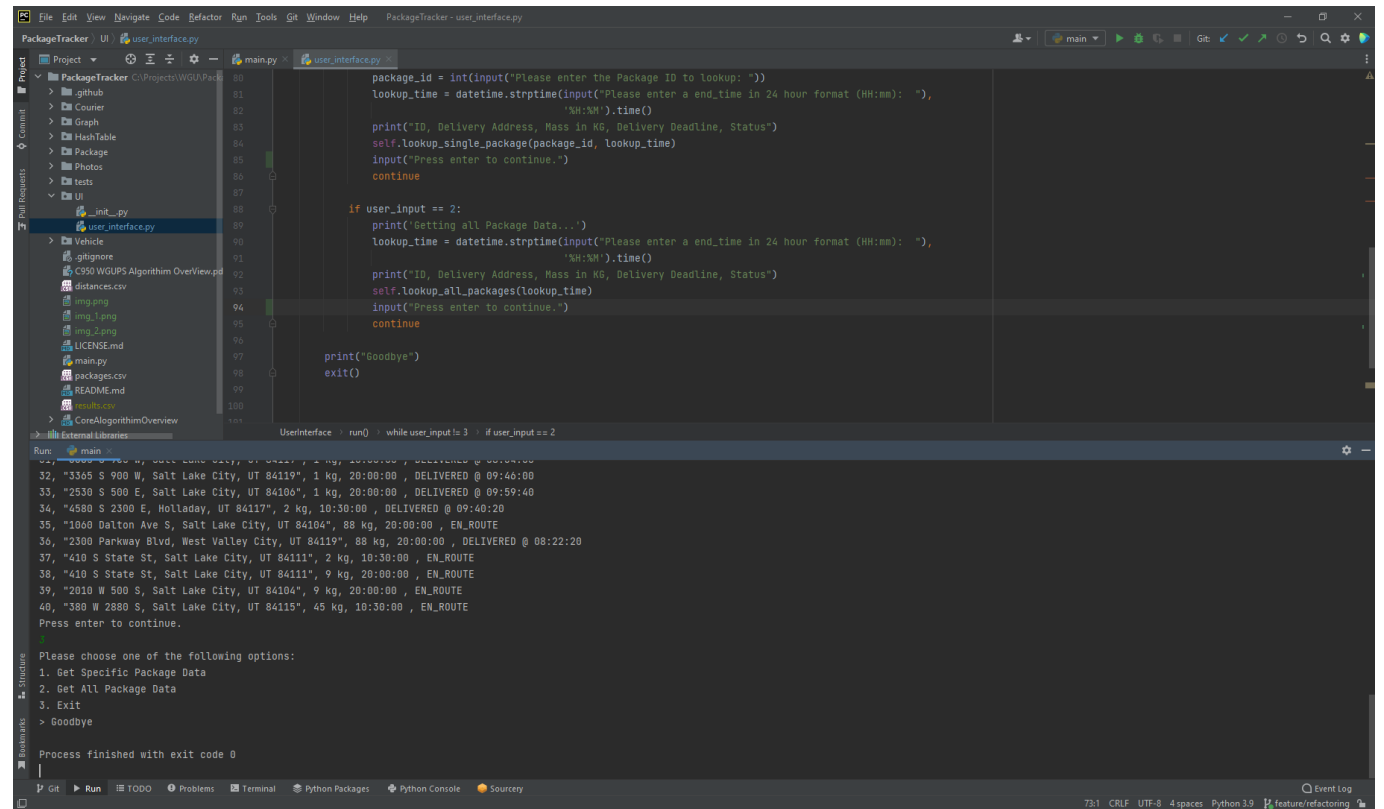 PC File Edit View Navigate Code Refactor Run Tools Git Window Help PackageTracker - user_interface.py
PackageTracker UI user_interface.py main Git:
Project
main.py user_interface.py
PackageTracker C:\Projects\WGU\Pack
.github
Courier
Graph
HashTable
Package
Photos
tests
UI
__init__.py
user_interface.py
Vehicle
.gitignore
C950 WGUPS Algorithim OverView.pd
distances.csv
img.png
img_1.png
img_2.png
LICENSE.md
main.py
packages.csv
README.md
results.csv
CoreAlogorithimOverview
External Libraries
80 package_id = int(input("Please enter the Package ID to lookup: "))
81 lookup_time = datetime.strptime(input("Please enter a end_time in 24 hour format (HH:mm):  "),
82 '%H:%M').time()
83 print("ID, Delivery Address, Mass in KG, Delivery Deadline, Status")
84 self.lookup_single_package(package_id, lookup_time)
85 input("Press enter to continue.")
86 continue
87
88 if user_input == 2:
89 print('Getting all Package Data...')
90 lookup_time = datetime.strptime(input("Please enter a end_time in 24 hour format (HH:mm):  "),
91 '%H:%M').time()
92 print("ID, Delivery Address, Mass in KG, Delivery Deadline, Status")
93 self.lookup_all_packages(lookup_time)
94 input("Press enter to continue.")
95 continue
96
97 print("Goodbye")
98 exit()
99
100
UserInterface run() while user_input != 3 if user_input == 2
Run: main
32, "3365 S 900 W, Salt Lake City, UT 84119", 1 kg, 20:00:00 , DELIVERED @ 09:46:00
33, "2530 S 500 E, Salt Lake City, UT 84106", 1 kg, 20:00:00 , DELIVERED @ 09:59:40
34, "4580 S 2300 E, Holladay, UT 84117", 2 kg, 10:30:00 , DELIVERED @ 09:40:20
35, "1060 Dalton Ave S, Salt Lake City, UT 84104", 88 kg, 20:00:00 , EN_ROUTE
36, "2300 Parkway Blvd, West Valley City, UT 84119", 88 kg, 20:00:00 , DELIVERED @ 08:22:20
37, "410 S State St, Salt Lake City, UT 84111", 2 kg, 10:30:00 , EN_ROUTE
38, "410 S State St, Salt Lake City, UT 84111", 9 kg, 20:00:00 , EN_ROUTE
39, "2010 W 500 S, Salt Lake City, UT 84104", 9 kg, 20:00:00 , EN_ROUTE
40, "380 W 2880 S, Salt Lake City, UT 84115", 45 kg, 10:30:00 , EN_ROUTE
Press enter to continue.
3
Please choose one of the following options:
1. Get Specific Package Data
2. Get All Package Data
3. Exit
> Goodbye
Process finished with exit code 0
Project
Commit
Pull Requests
Structure
Bookmarks
Git Run TODO Problems Terminal Python Packages Python Console Sourcery Event Log
73:1 CRLF UTF-8 4 spaces Python 3.9 feature/refactoring